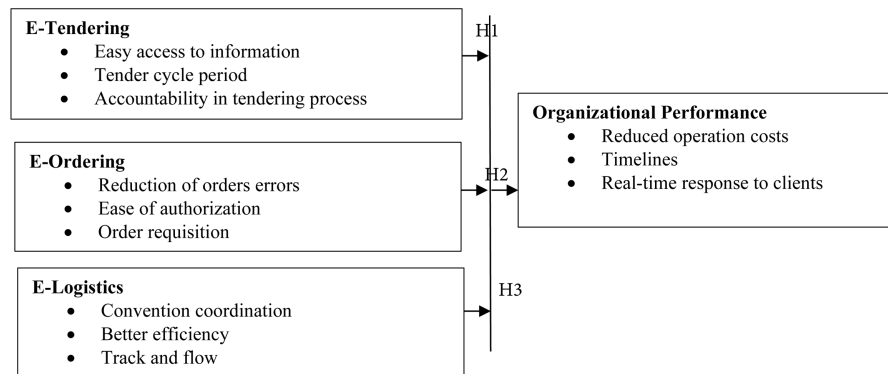 E-Tendering
• Easy access to information
• Tender cycle period
• Accountability in tendering process
H1
E-Ordering
• Reduction of orders errors
• Ease of authorization
• Order requisition
H2
E-Logistics
• Convention coordination
• Better efficiency
• Track and flow
H3
Organizational Performance
• Reduced operation costs
• Timelines
• Real-time response to clients